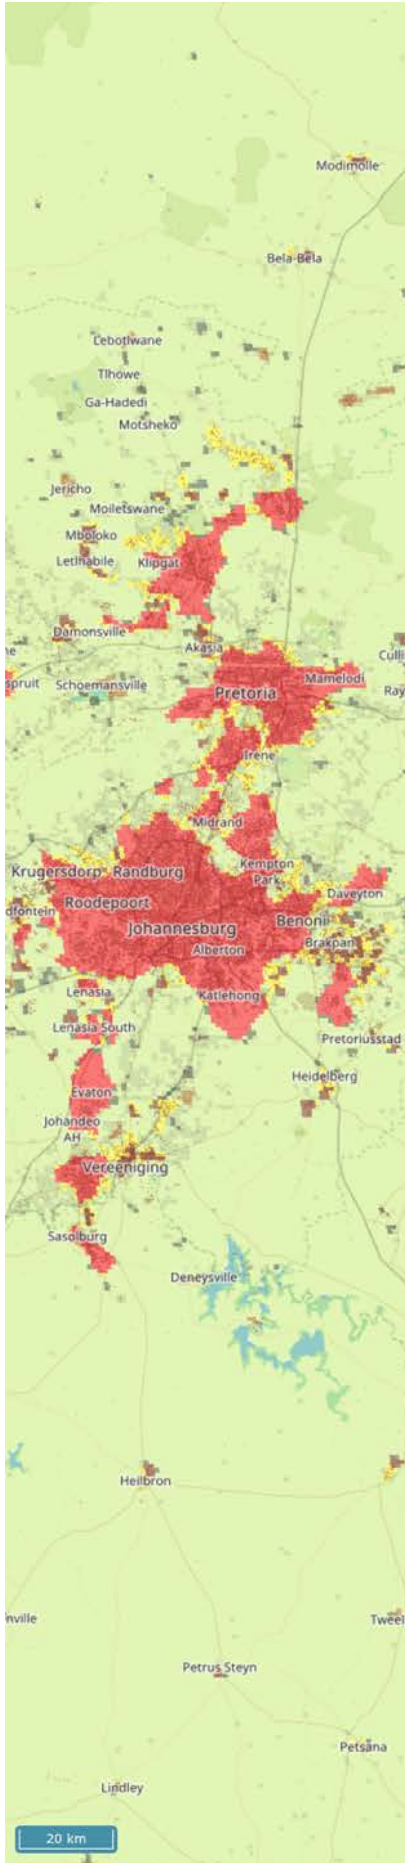 Modimolle
Bela-Bela
Lebotlwane
Tlhowe
Ga-Hadedi
Motsheko
Jericho
Moiletswane
Mboloko
Letlhabile
Klipgat
Damonsville
Akasia
Culli
spruit
Schoemansville
Pretoria
Mamelodi
Ray
Irene
Midrand
Krugersdorp
Randburg
Kempton
Park
Daveyton
Roodepoort
dfontein
Johannesburg
Benoni
Alberton
Brakpan
Lenasia
Katlehong
Lenasia South
Pretoriusstad
Heidelberg
Evaton
Johandeo
AH
Vereeniging
Sasolburg
Deneysville
Heilbron
nville
Tweel
Petrus Steyn
Petsana
Lindley
20 km